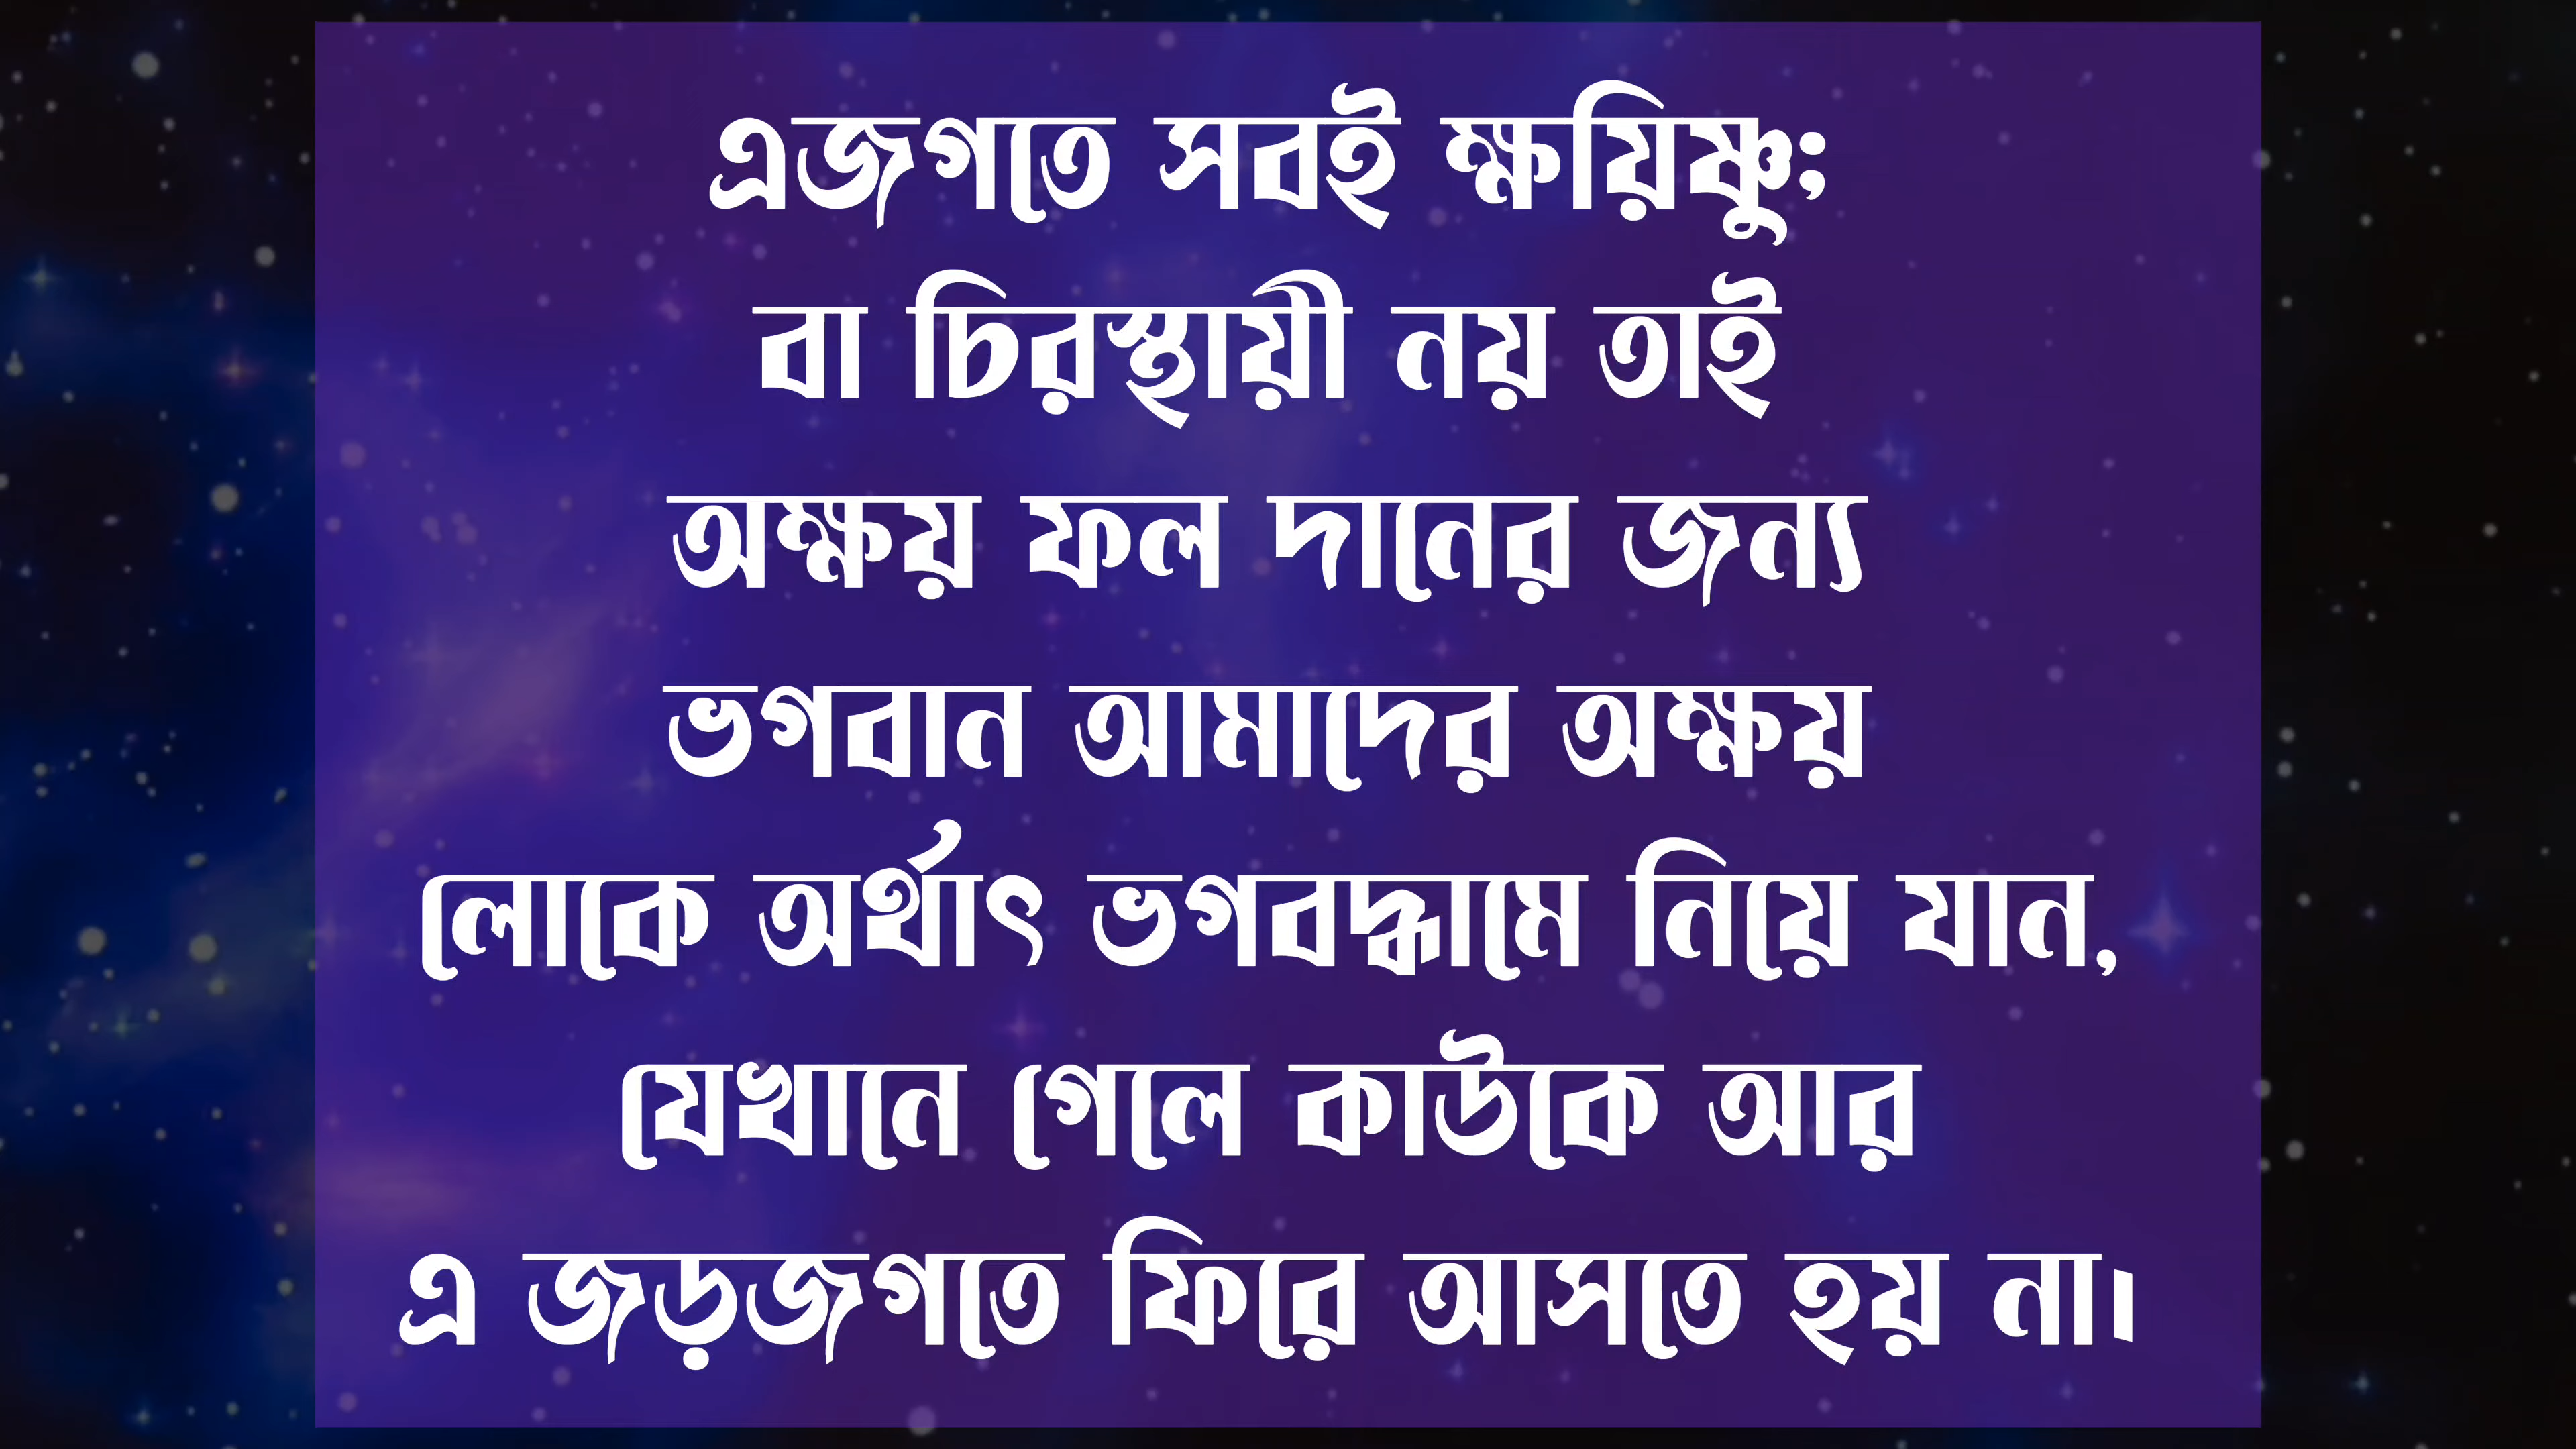 এজগতে সবই ক্ষয়িষ্ণু;
বা চিরস্থায়ী নয় তাই
অক্ষয় ফল দানের জন্য
ভগবান আমাদের অক্ষয়
লোকে অর্থাৎ ভগবদ্ধামে নিয়ে যান,
যেখানে গেলে কাউকে আর
এ জড়জগতে ফিরে আসতে হয় না।